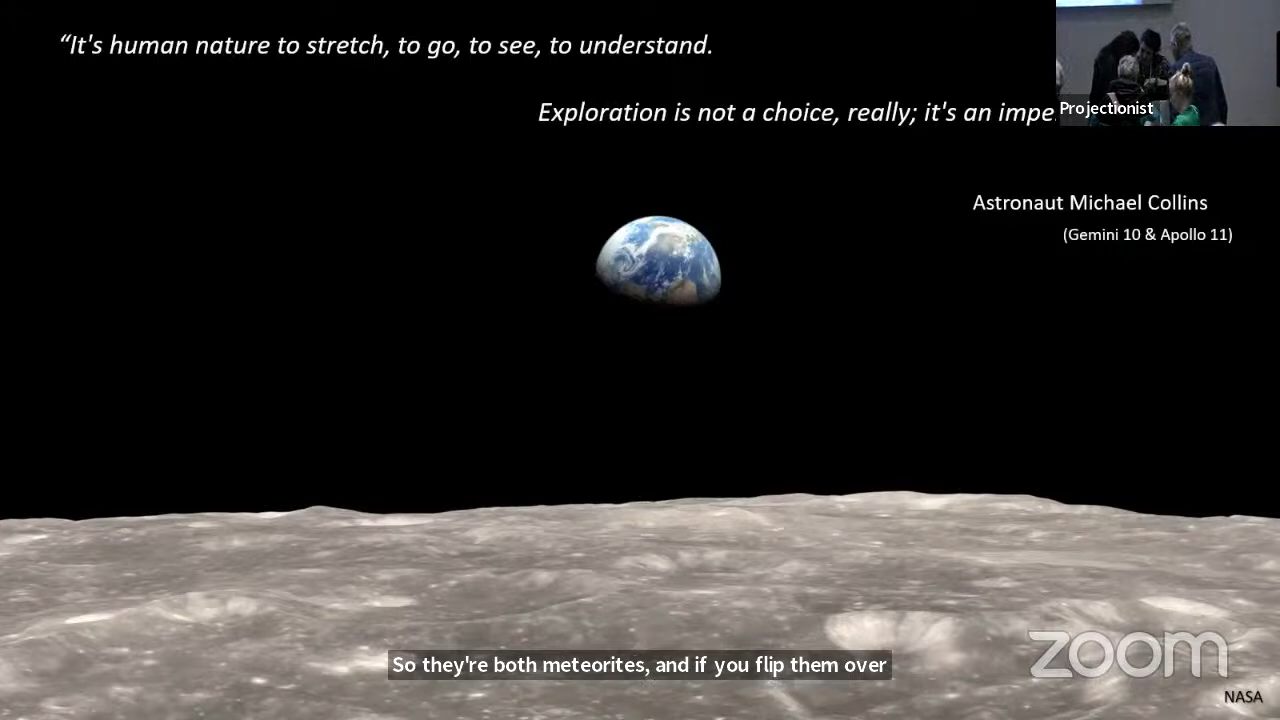 “It's human nature to stretch, to go, to see, to understand.
Exploration is not a choice, really; it's an
Projectionist
Astronaut Michael Collins
(Gemini 10 & Apollo 11)
So they're both meteorites, and if you flip them over
zoom
NASA